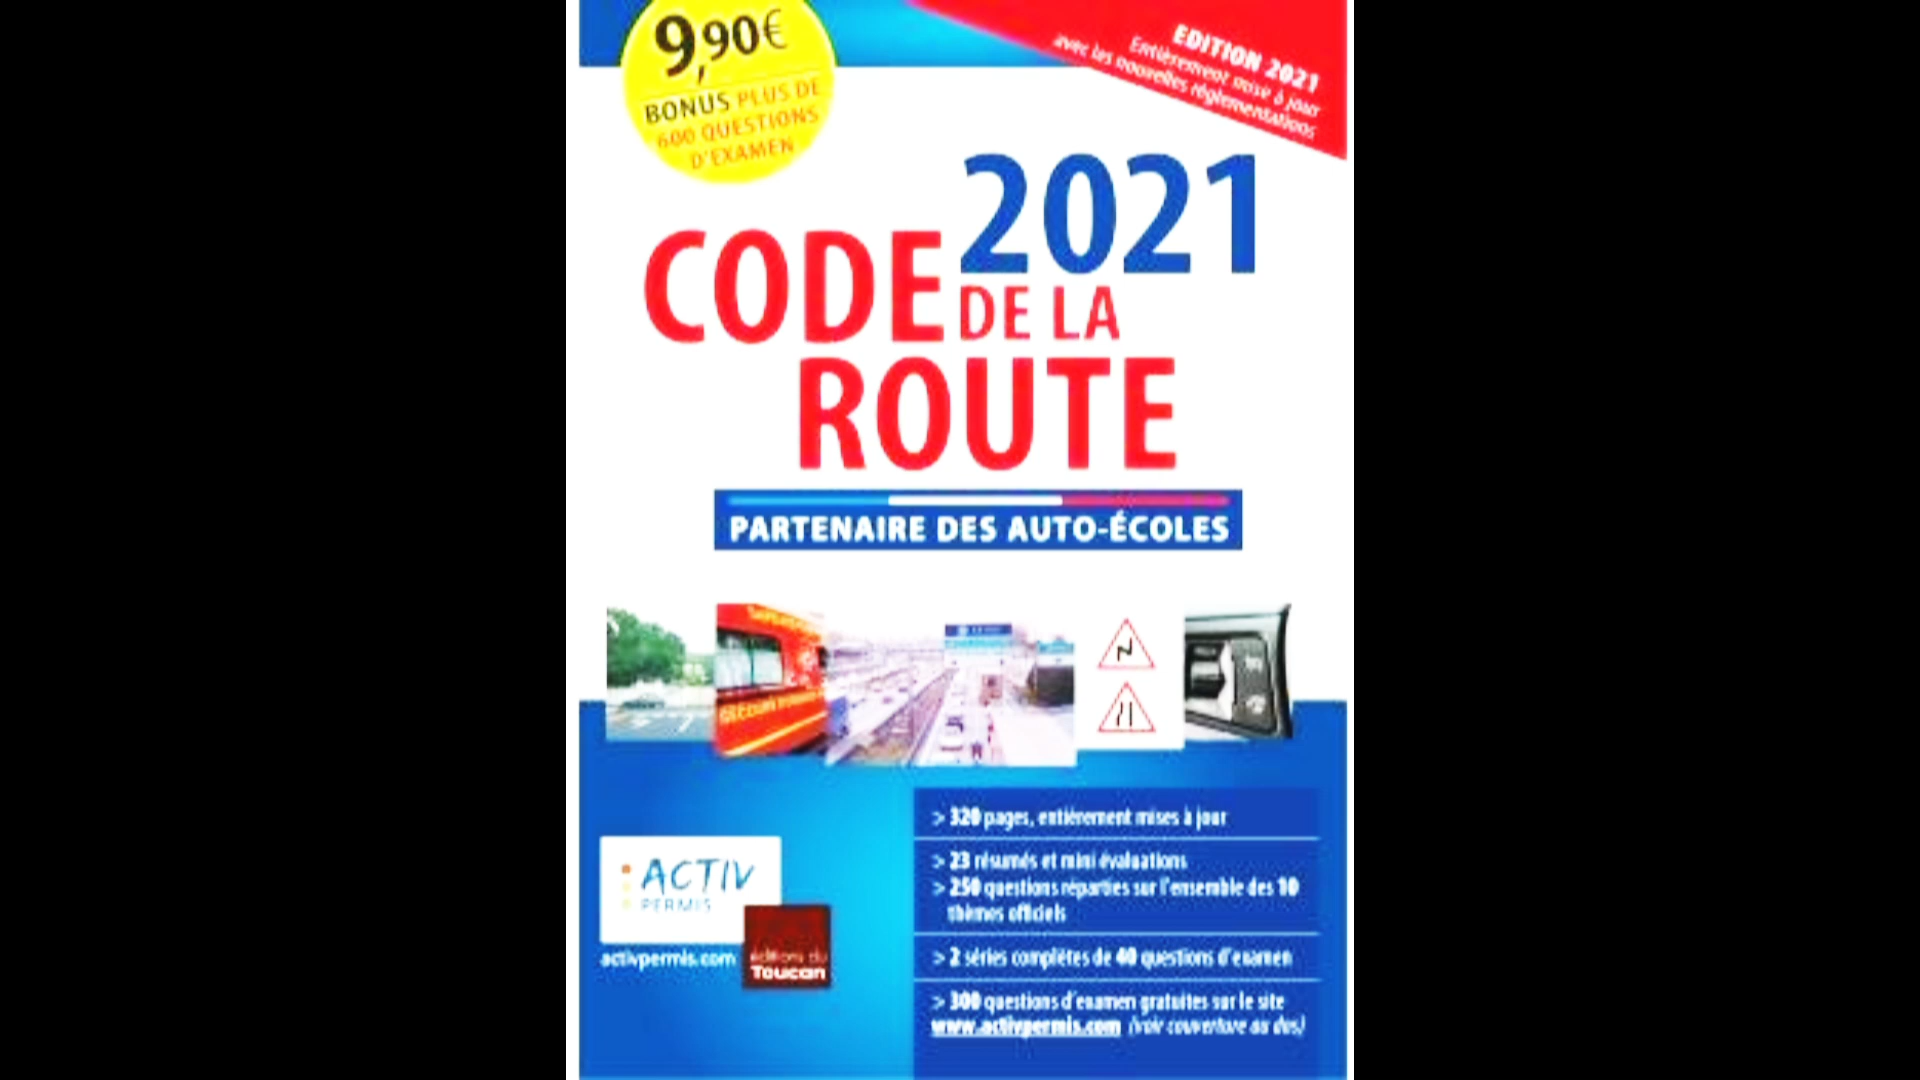 9,90€
BONUS PLUS DE
600 QUESTIONS
D'EXAMEN
EDITION 2021
Entièrement mise à jour
avec les nouvelles réglementations
2021
CODE DE LA
ROUTE
PARTENAIRE DES AUTO-ÉCOLES
> 320 pages, entièrement mises à jour
> 23 résumés et mini évaluations
> 250 questions réparties sur l'ensemble des 10
thèmes officiels
> 2 séries complètes de 40 questions d'examen
> 300 questions d'examen gratuites sur le site
www.activpermis.com (voir couverture au dos)
ACTIV
PERMIS
activpermis.com
éditions du
Toucan